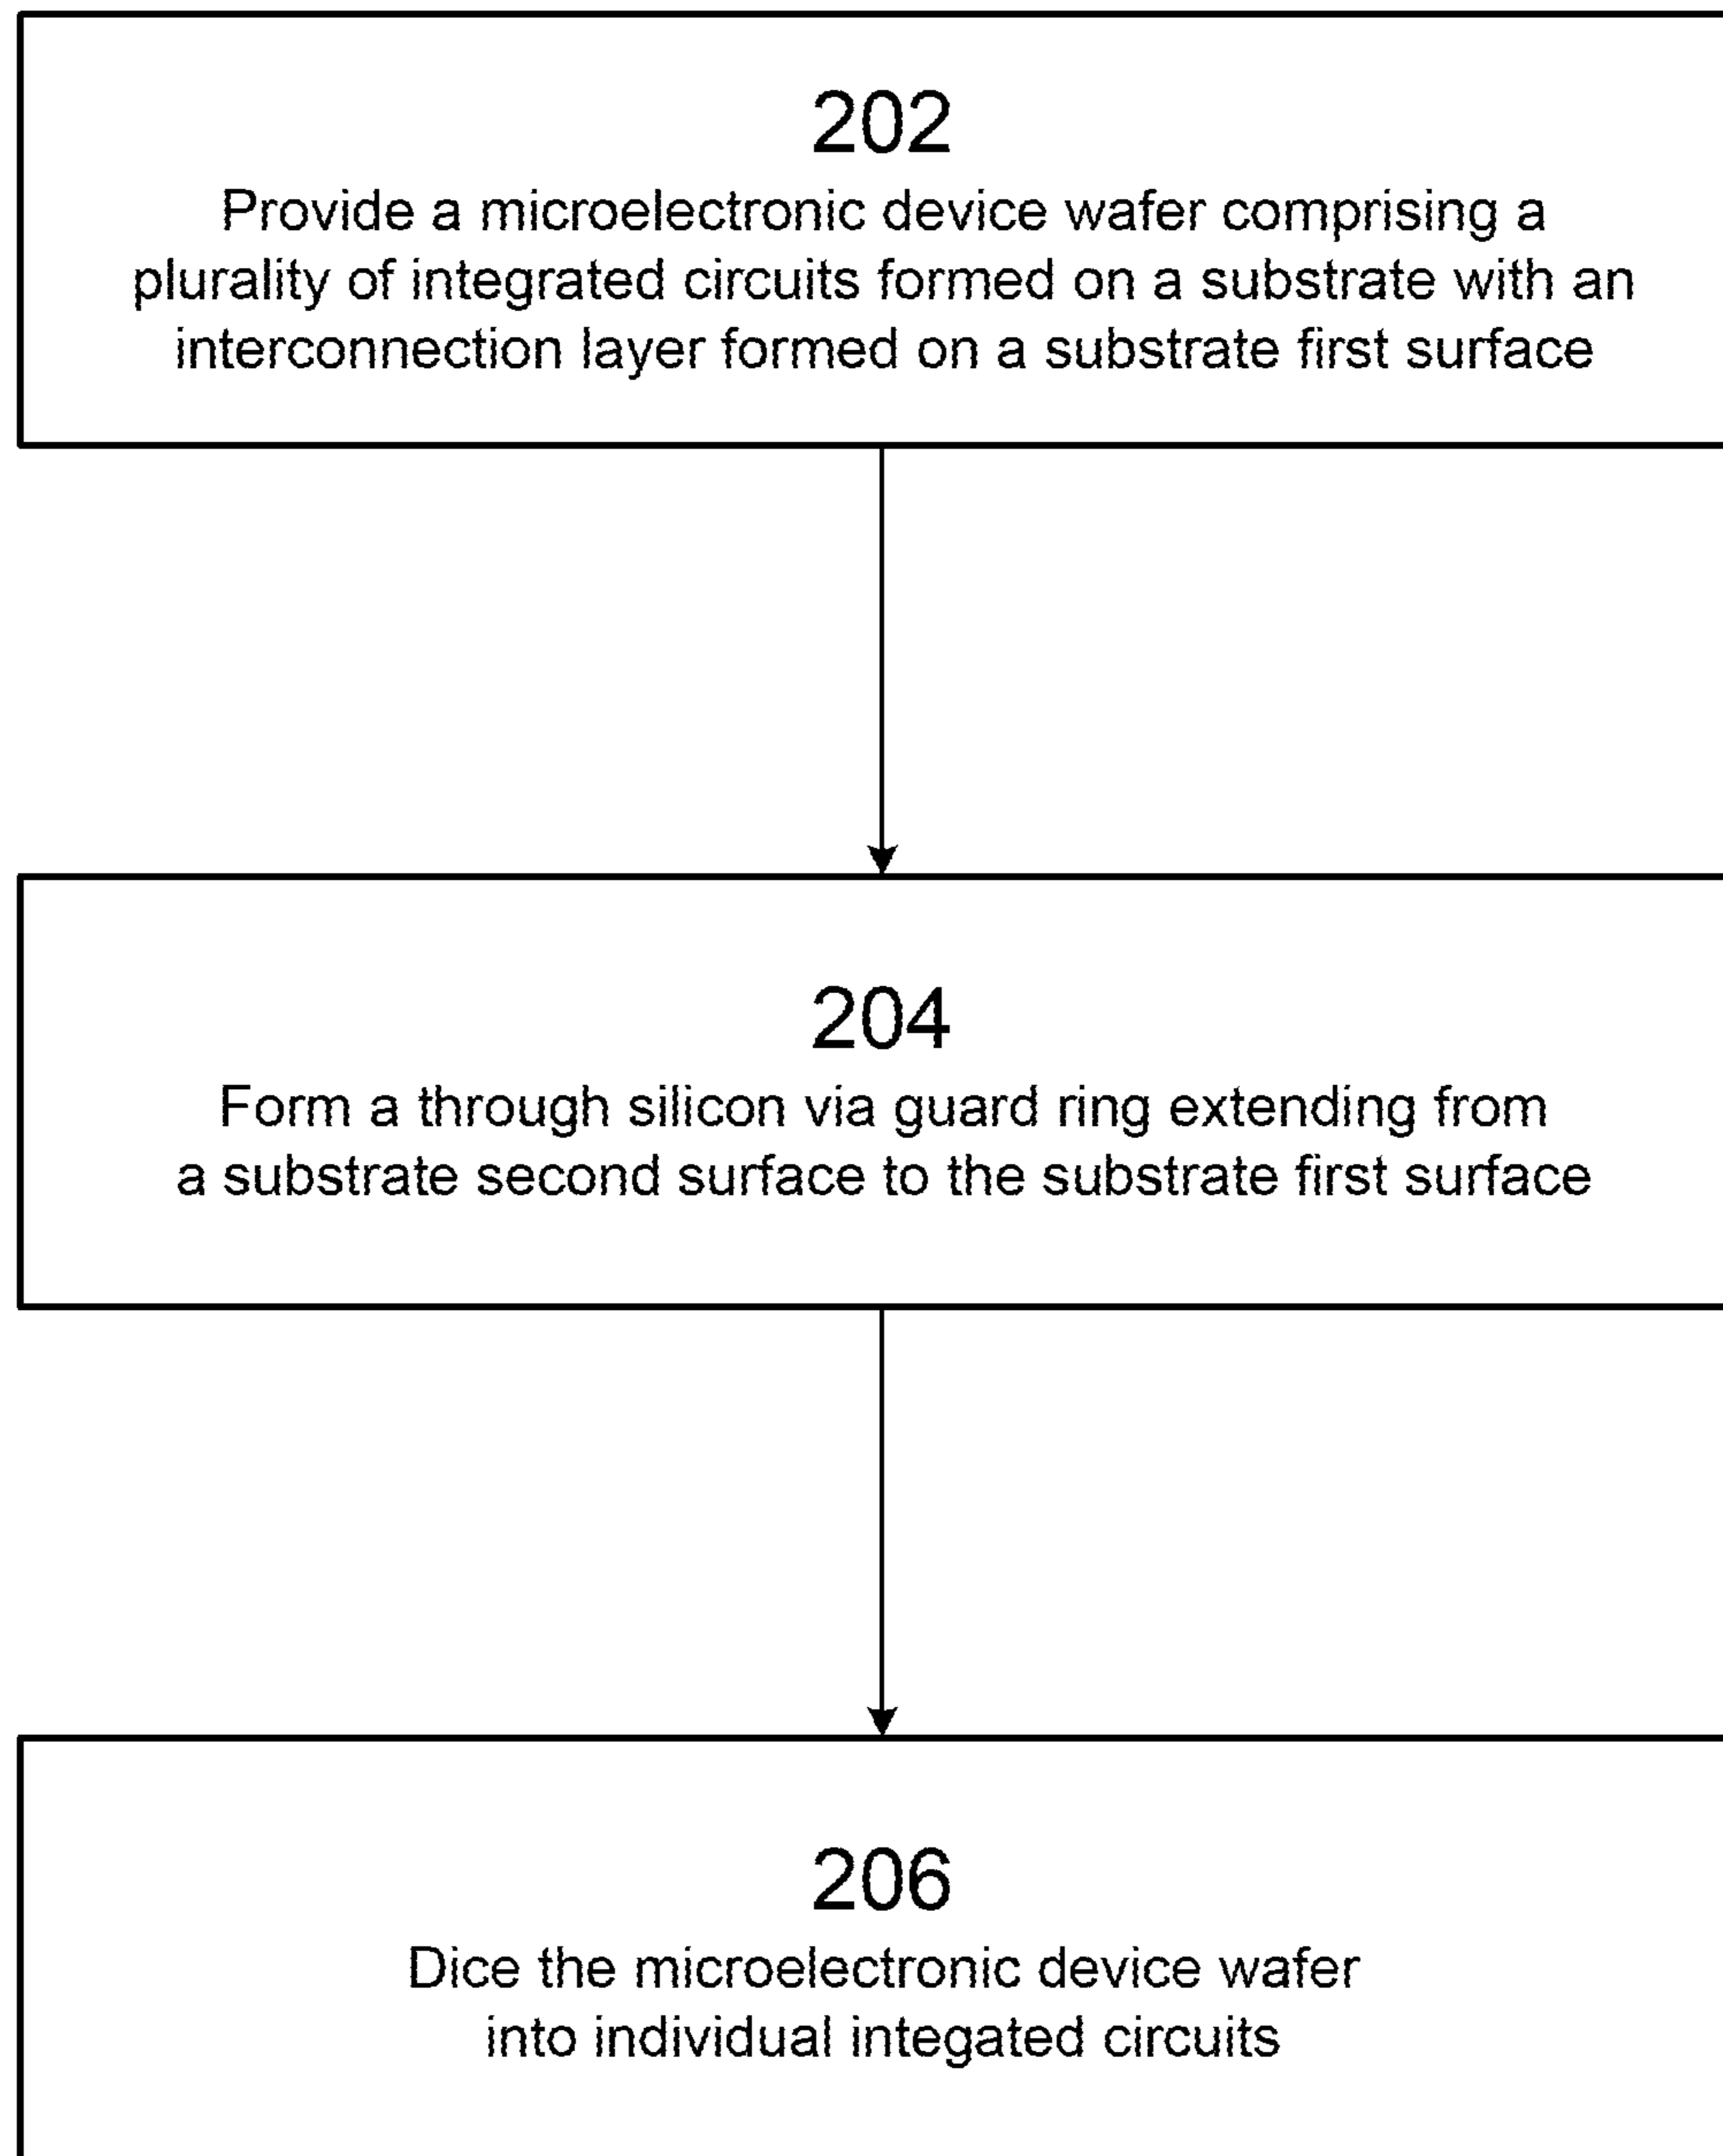 202
Provide a microelectronic device wafer comprising a
plurality of integrated circuits formed on a substrate with an
interconnection layer formed on a substrate first surface
204
Form a through silicon via guard ring extending from
a substrate second surface to the substrate first surface
206
Dice the microelectronic device wafer
into individual integated circuits